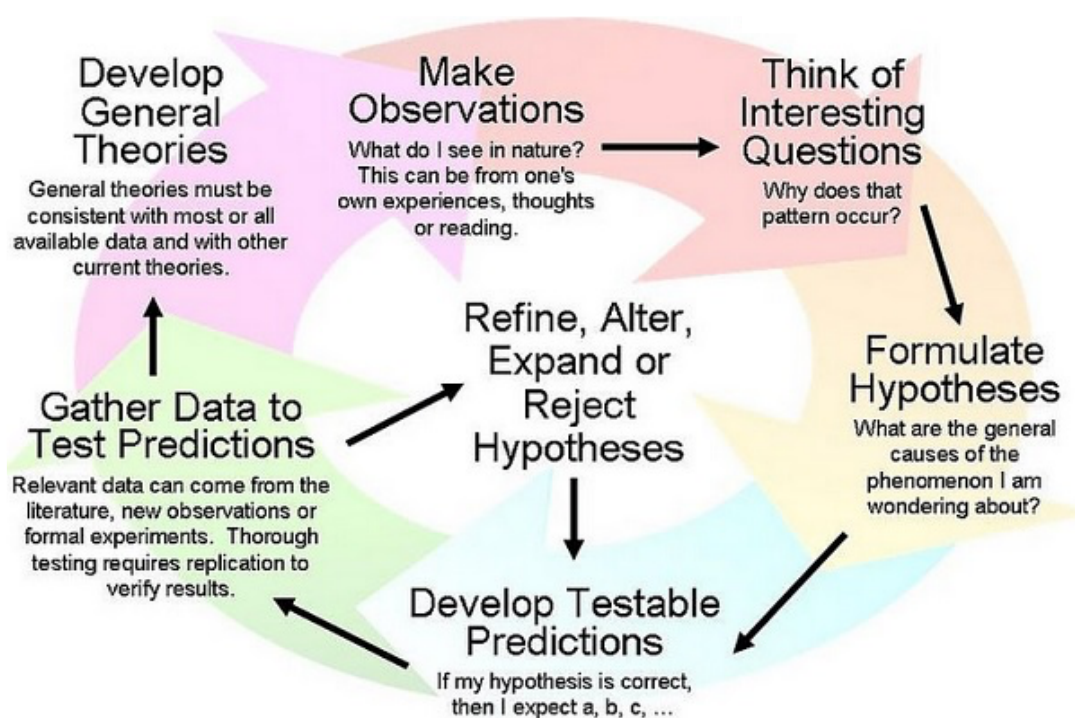 Develop
General
Theories
General theories must be
consistent with most or all
available data and with other
current theories.
Make
Observations
What do I see in nature?
This can be from one's
own experiences, thoughts
or reading.
Think of
Interesting
Questions
Why does that
pattern occur?
Formulate
Hypotheses
What are the general
causes of the
phenomenon I am
wondering about?
Refine, Alter,
Expand or
Reject
Hypotheses
Gather Data to
Test Predictions
Relevant data can come from the
literature, new observations or
formal experiments. Thorough
testing requires replication to
verify results.
Develop Testable
Predictions
If my hypothesis is correct,
then I expect a, b, c, ...